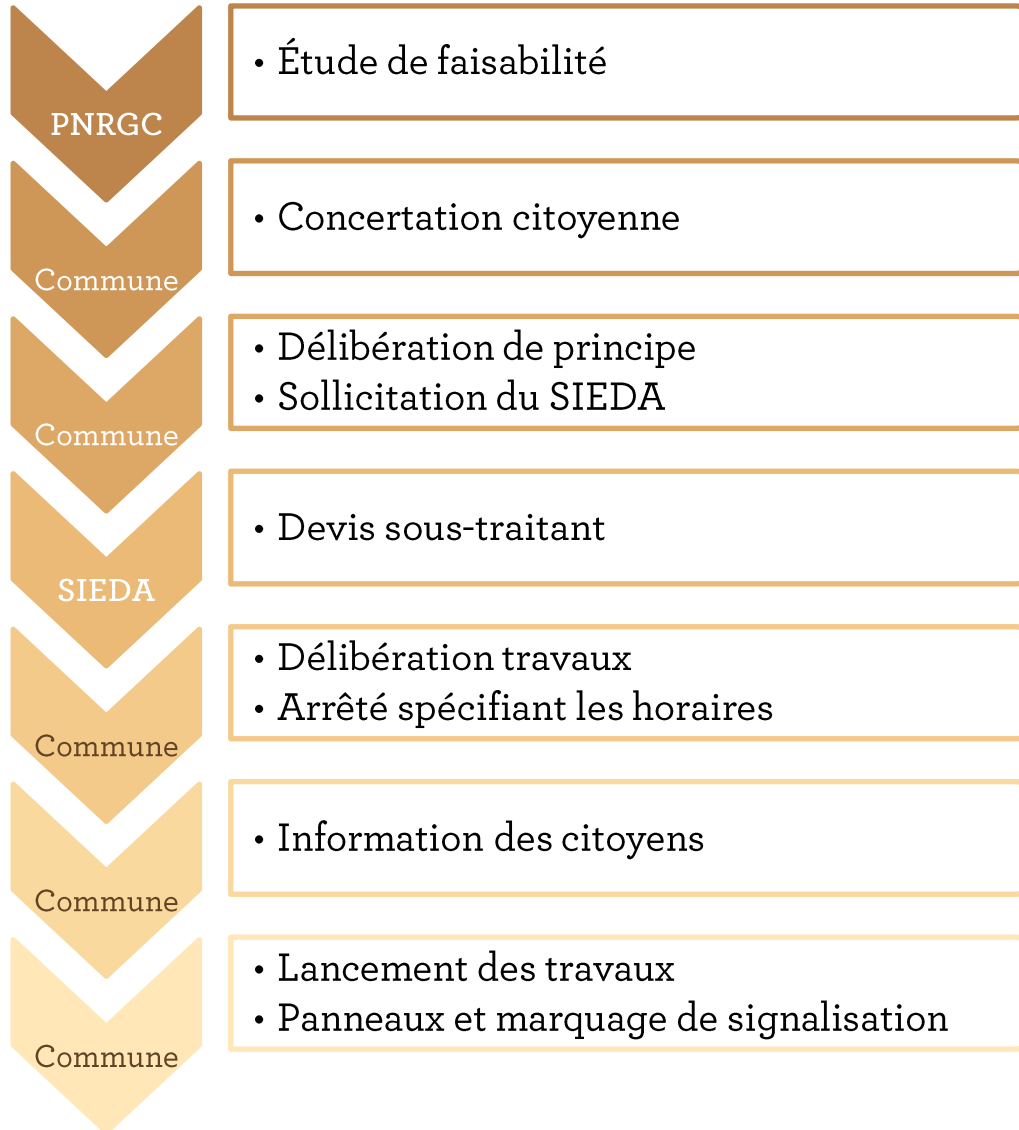 PNRGC
• Étude de faisabilité
Commune
• Concertation citoyenne
Commune
• Délibération de principe
• Sollicitation du SIEDA
SIEDA
• Devis sous-traitant
Commune
• Délibération travaux
• Arrêté spécifiant les horaires
Commune
• Information des citoyens
Commune
• Lancement des travaux
• Panneaux et marquage de signalisation